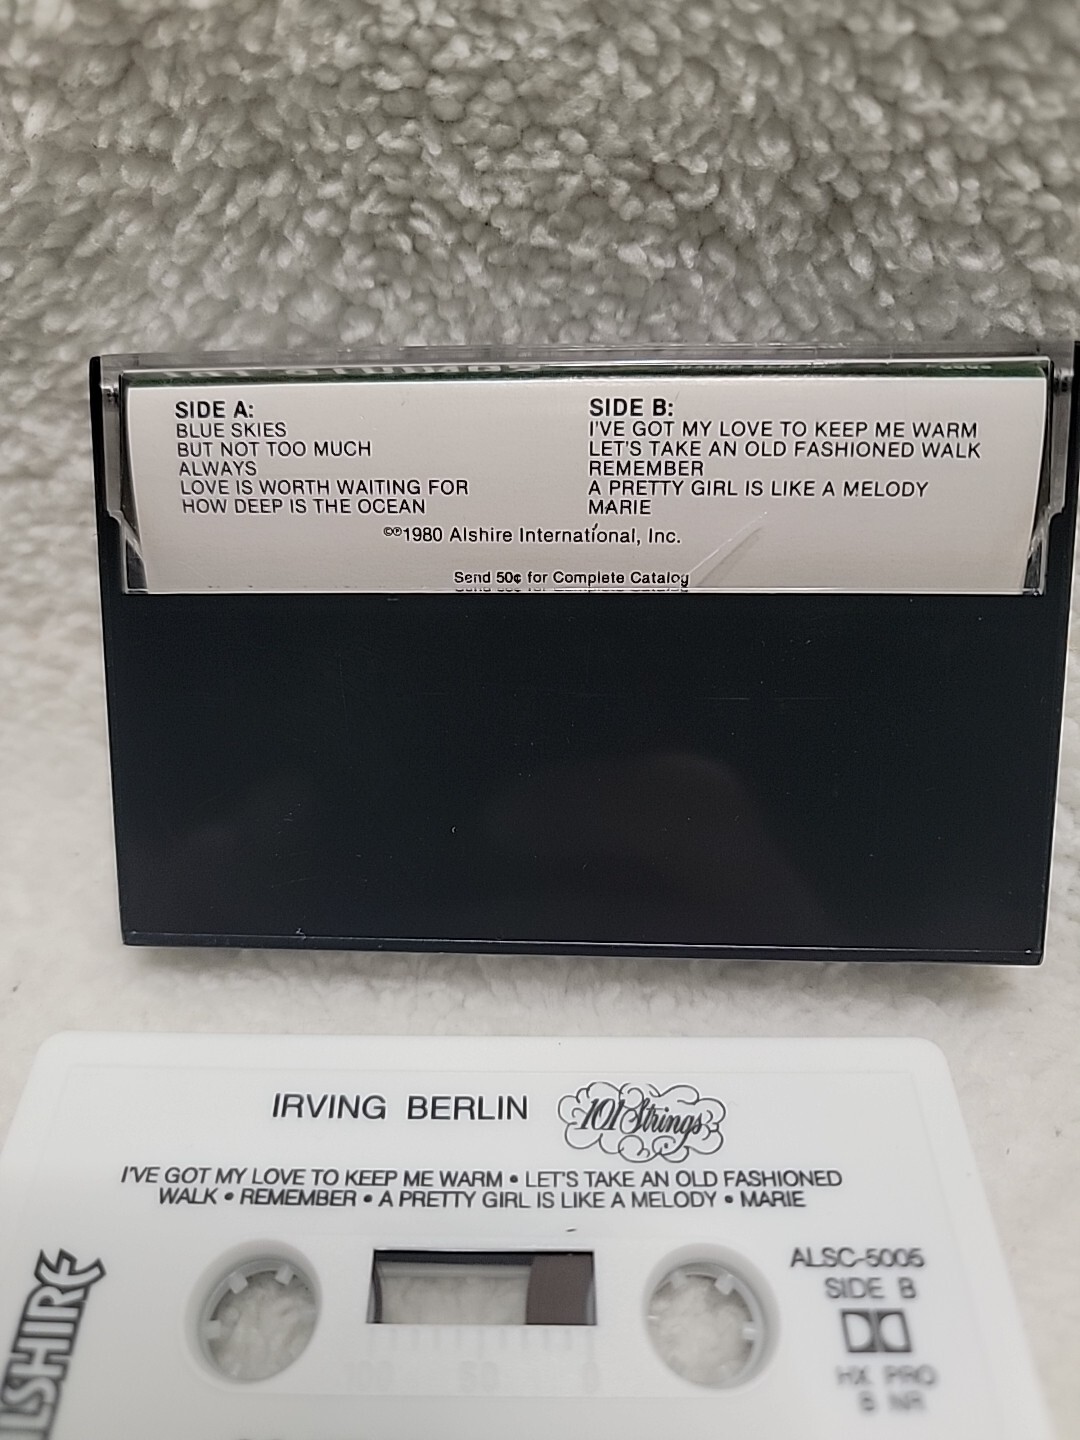 SIDE A:
BLUE SKIES
BUT NOT TOO MUCH
ALWAYS
LOVE IS WORTH WAITING FOR
HOW DEEP IS THE OCEAN
SIDE B:
I'VE GOT MY LOVE TO KEEP ME WARM
LET'S TAKE AN OLD FASHIONED WALK
REMEMBER
A PRETTY GIRL IS LIKE A MELODY
MARIE
©℗1980 Alshire International, Inc.
Send 50¢ for Complete Catalog
IRVING BERLIN 101 Strings
I'VE GOT MY LOVE TO KEEP ME WARM • LET'S TAKE AN OLD FASHIONED
WALK • REMEMBER • A PRETTY GIRL IS LIKE A MELODY • MARIE
ALSC-5005
SIDE B
HX PRO
B NR
LSHIRE